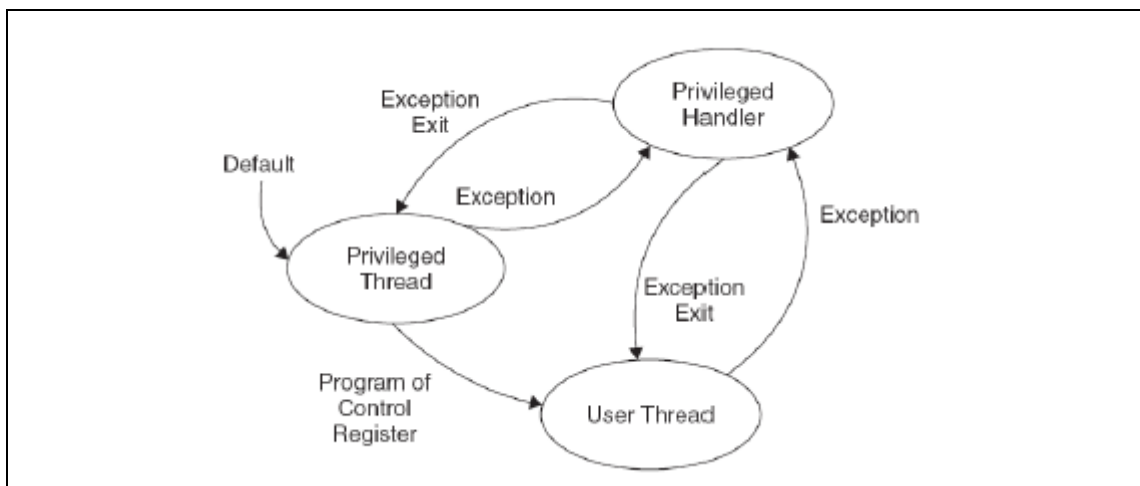 Privileged
Handler
Exception
Exit
Default
Exception
Exception
Privileged
Thread
Exception
Exit
Program of
Control
Register
User Thread